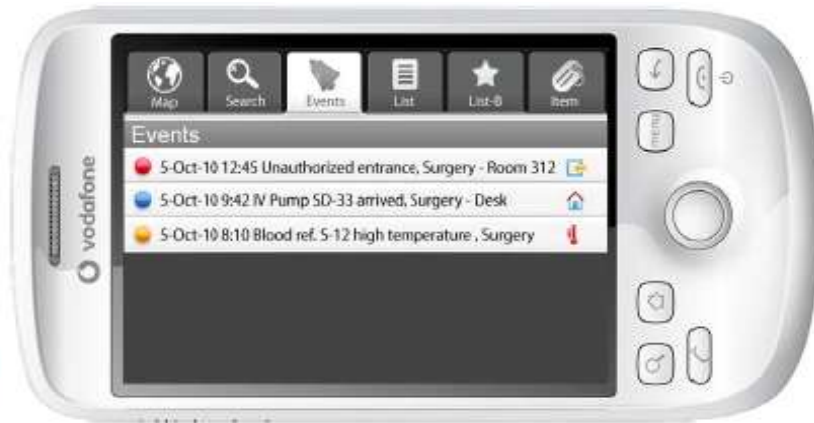 Map Search Events List List-B Item
Events
5-Oct-10 12:45 Unauthorized entrance, Surgery - Room 312
5-Oct-10 9:42 IV Pump SD-33 arrived, Surgery - Desk
5-Oct-10 8:10 Blood ref. S-12 high temperature , Surgery
vodafone
menu